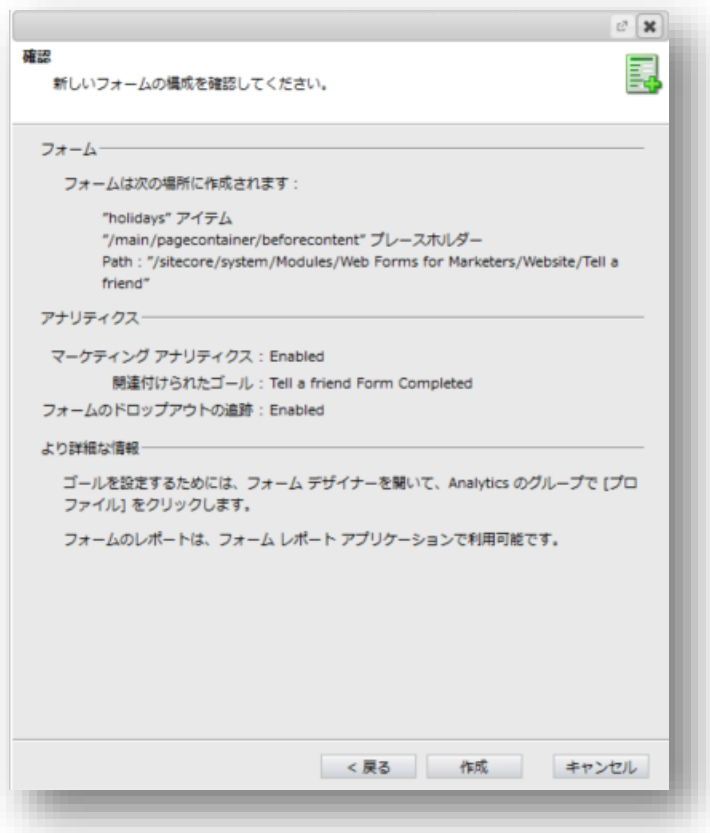 確認
新しいフォームの構成を確認してください。
フォーム
フォームは次の場所に作成されます：
"holidays" アイテム
"/main/pagecontainer/beforecontent" プレースホルダー
Path : "/sitecore/system/Modules/Web Forms for Marketers/Website/Tell a
friend"
アナリティクス
マーケティング アナリティクス : Enabled
関連付けられたゴール : Tell a friend Form Completed
フォームのドロップアウトの追跡 : Enabled
より詳細な情報
ゴールを設定するためには、フォーム デザイナーを開いて、Analytics のグループで [プロ
ファイル] をクリックします。
フォームのレポートは、フォーム レポート アプリケーションで利用可能です。
< 戻る 作成 キャンセル